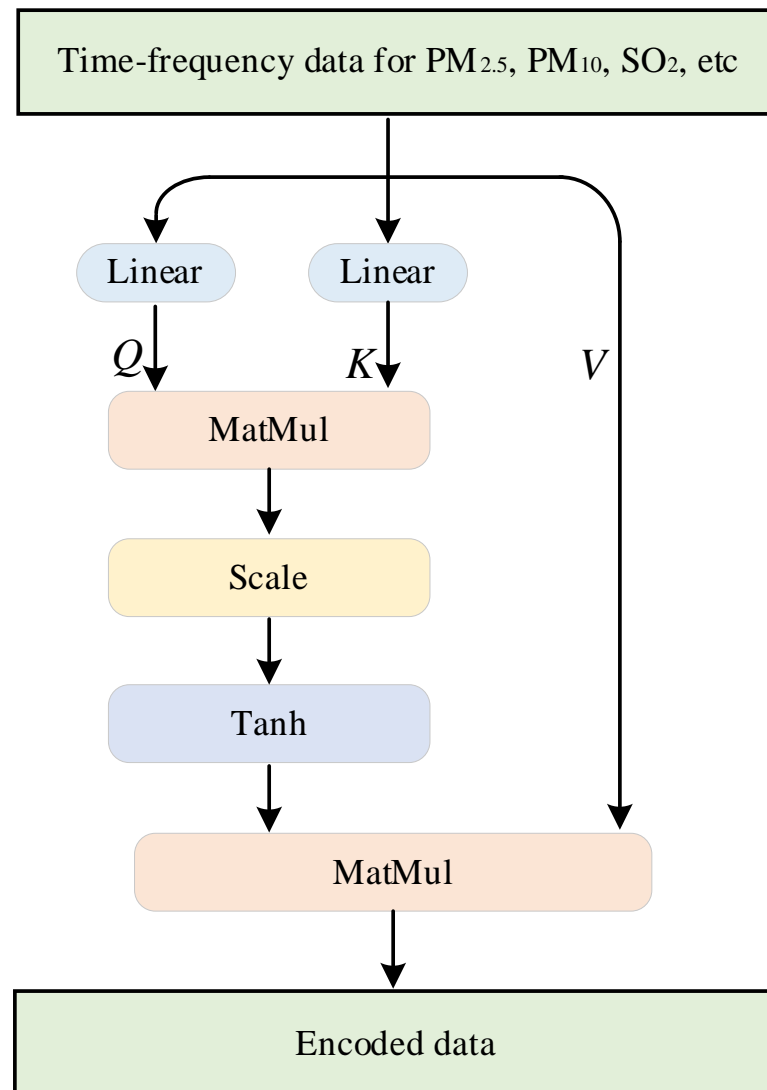 Time-frequency data for PM2.5, PM10, SO2, etc
Linear
Linear
Q
K
V
MatMul
Scale
Tanh
MatMul
Encoded data